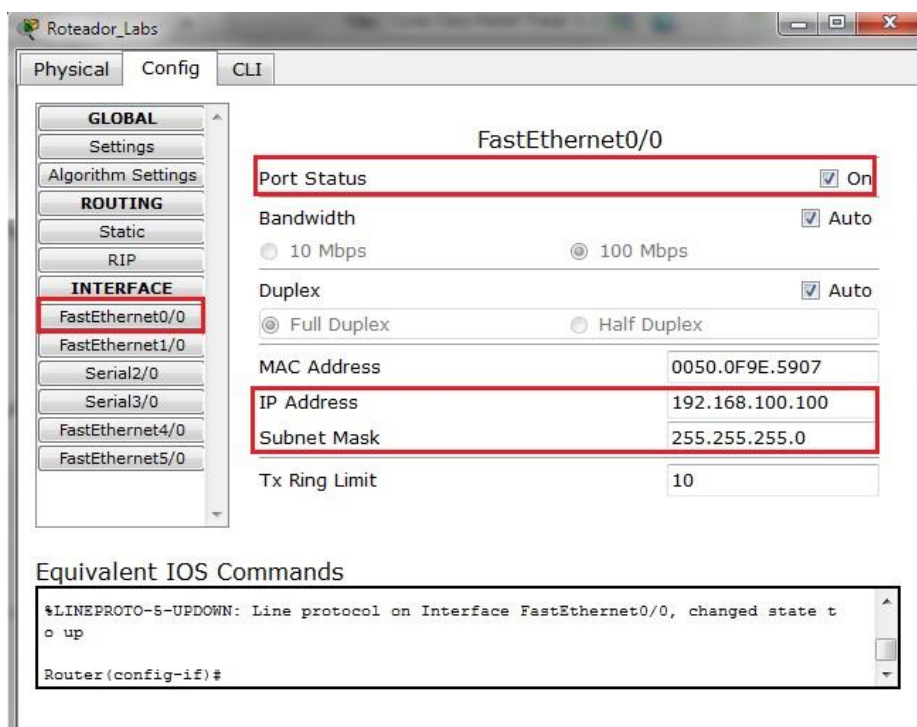 Roteador_Labs
Physical Config CLI
GLOBAL
Settings
Algorithm Settings
ROUTING
Static
RIP
INTERFACE
FastEthernet0/0
FastEthernet1/0
Serial2/0
Serial3/0
FastEthernet4/0
FastEthernet5/0
FastEthernet0/0
Port Status On
Bandwidth Auto
10 Mbps 100 Mbps
Duplex Auto
Full Duplex Half Duplex
MAC Address 0050.0F9E.5907
IP Address 192.168.100.100
Subnet Mask 255.255.255.0
Tx Ring Limit 10
Equivalent IOS Commands
%LINEPROTO-5-UPDOWN: Line protocol on Interface FastEthernet0/0, changed state t
o up
Router(config-if)#